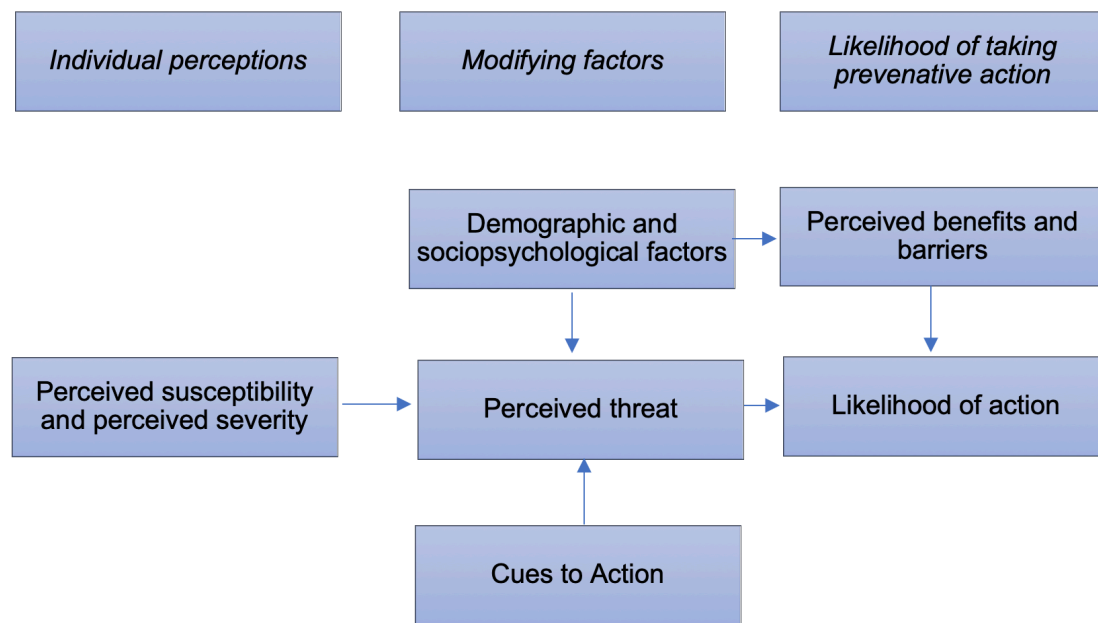 Individual perceptions
Modifying factors
Likelihood of taking
prevenative action
Demographic and
sociopsychological factors
Perceived benefits and
barriers
Perceived susceptibility
and perceived severity
Perceived threat
Likelihood of action
Cues to Action